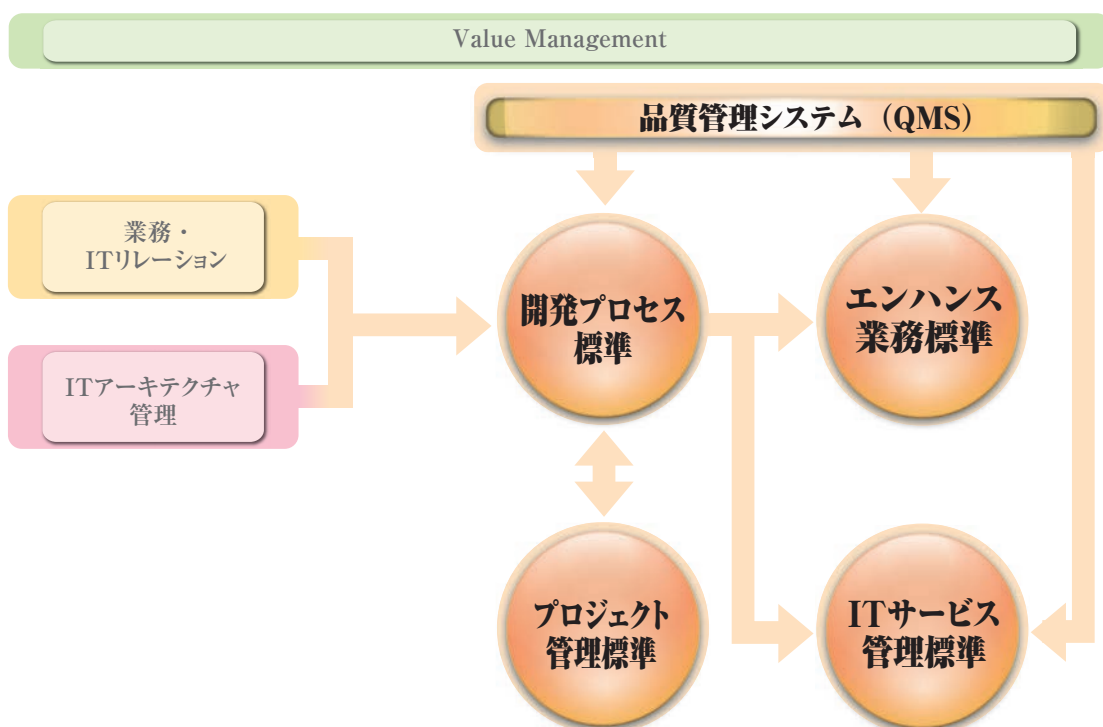 Value Management
品質管理システム（QMS）
業務・
ITリレーション
開発プロセス
標準
エンハンス
業務標準
ITアーキテクチャ
管理
プロジェクト
管理標準
ITサービス
管理標準